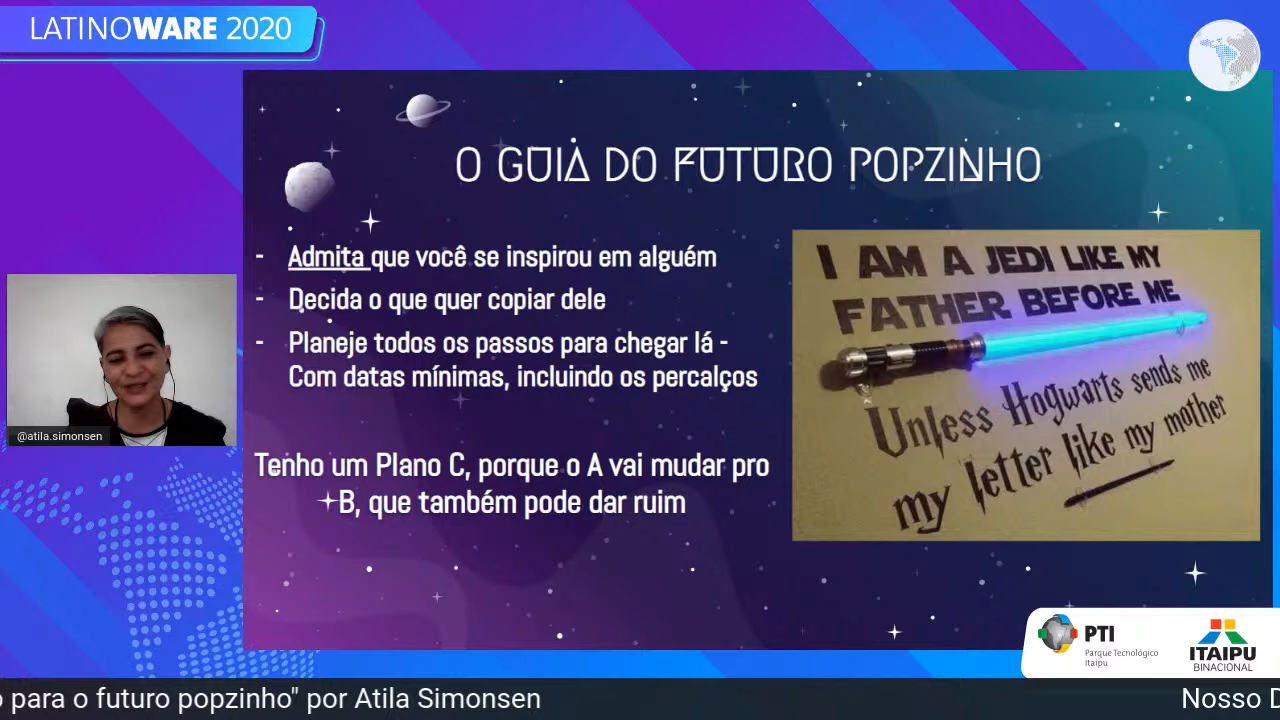 LATINOWARE 2020
O GUIA DO FUTURO POPZINHO
- Admita que você se inspirou em alguém
- Decida o que quer copiar dele
- Planeje todos os passos para chegar lá -
Com datas mínimas, incluindo os percalços
Tenho um Plano C, porque o A vai mudar pro
B, que também pode dar ruim
I AM A JEDI LIKE MY
FATHER BEFORE ME
Unless Hogwarts sends me
my letter like my mother
@atila.simonsen
PTI
Parque Tecnológico
Itaipu
ITAIPU
BINACIONAL
o para o futuro popzinho" por Atila Simonsen
Nosso D